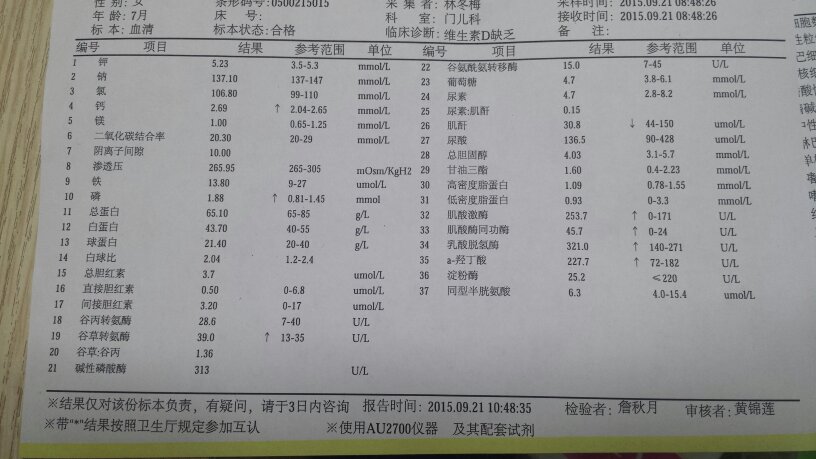 性 别: 女 条形码号: 0500215015 采 集 者: 林冬梅 采样时间: 2015.09.21 08:48:26
年 龄: 7月 床 号: 科 室: 门儿科 接收时间: 2015.09.21 08:48:26
标 本: 血清 标本状态: 合格 临床诊断: 维生素D缺乏 备 注:
编号 项目 结果 参考范围 单位 编号 项目 结果 参考范围 单位
1 钾 5.23 3.5-5.3 mmol/L 22 谷氨酰氨转移酶 15.0 7-45 U/L
2 钠 137.10 137-147 mmol/L 23 葡萄糖 4.7 3.8-6.1 mmol/L
3 氯 106.80 99-110 mmol/L 24 尿素 4.7 2.8-8.2 mmol/L
4 钙 2.69 ↑ 2.04-2.65 mmol/L 25 尿素:肌酐 0.15
5 镁 1.00 0.65-1.25 mmol/L 26 肌酐 30.8 ↓ 44-150 umol/L
6 二氧化碳结合率 20.30 20-29 mmol/L 27 尿酸 136.5 90-428 umol/L
7 阴离子间隙 10.00 28 总胆固醇 4.03 3.1-5.7 mmol/L
8 渗透压 265.95 265-305 mOsm/KgH2 29 甘油三酯 1.60 0.4-2.23 mmol/L
9 铁 13.80 9-27 umol/L 30 高密度脂蛋白 1.09 0.78-1.55 mmol/L
10 磷 1.88 ↑ 0.81-1.45 mmol 31 低密度脂蛋白 0.93 0-3.3 mmol/L
11 总蛋白 65.10 65-85 g/L 32 肌酸激酶 253.7 ↑ 0-171 U/L
12 白蛋白 43.70 40-55 g/L 33 肌酸酶同功酶 45.7 ↑ 0-24 U/L
13 球蛋白 21.40 20-40 g/L 34 乳酸脱氢酶 321.0 ↑ 140-271 U/L
14 白球比 2.04 1.2-2.4 35 a-羟丁酸 227.7 ↑ 72-182 U/L
15 总胆红素 3.7 umol/L 36 淀粉酶 25.2 ≤220 U/L
16 直接胆红素 0.50 0-6.8 umol/L 37 同型半胱氨酸 6.3 4.0-15.4 umol/L
17 间接胆红素 3.20 0-17 umol/L
18 谷丙转氨酶 28.6 7-40 U/L
19 谷草转氨酶 39.0 ↑ 13-35 U/L
20 谷草:谷丙 1.36
21 碱性磷酸酶 313 U/L
※结果仅对该份标本负责，有疑问，请于3日内咨询 报告时间: 2015.09.21 10:48:35 检验者: 詹秋月 审核者: 黄锦莲
※带"*"结果按照卫生厅规定参加互认 ※使用AU2700仪器 及其配套试剂